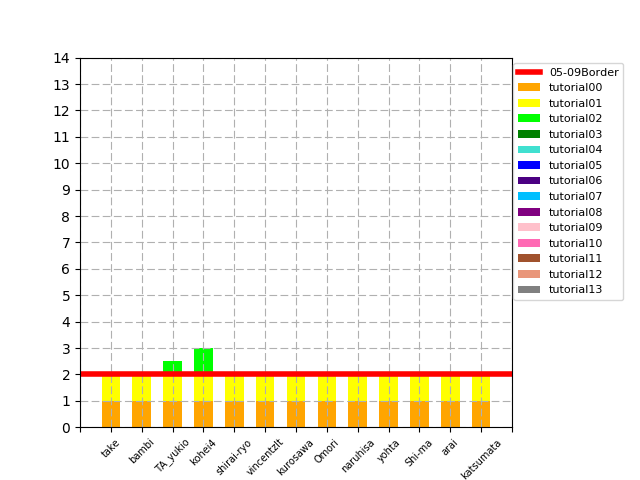 14
13
12
11
10
9
8
7
6
5
4
3
2
1
0
take
bambi
TA_yukio
kohei4
shirai-ryo
vincentzlt
kurosawa
Omori
naruhisa
yohta
Shi-ma
arai
katsumata
05-09Border
tutorial00
tutorial01
tutorial02
tutorial03
tutorial04
tutorial05
tutorial06
tutorial07
tutorial08
tutorial09
tutorial10
tutorial11
tutorial12
tutorial13